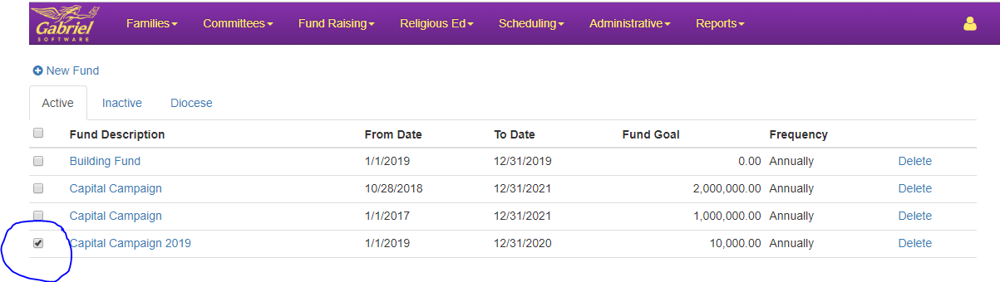 Gabriel
SOFTWARE
Families Committees Fund Raising Religious Ed Scheduling Administrative Reports
New Fund
Active Inactive Diocese
Fund Description From Date To Date Fund Goal Frequency
Building Fund 1/1/2019 12/31/2019 0.00 Annually Delete
Capital Campaign 10/28/2018 12/31/2021 2,000,000.00 Annually Delete
Capital Campaign 1/1/2017 12/31/2021 1,000,000.00 Annually Delete
Capital Campaign 2019 1/1/2019 12/31/2020 10,000.00 Annually Delete